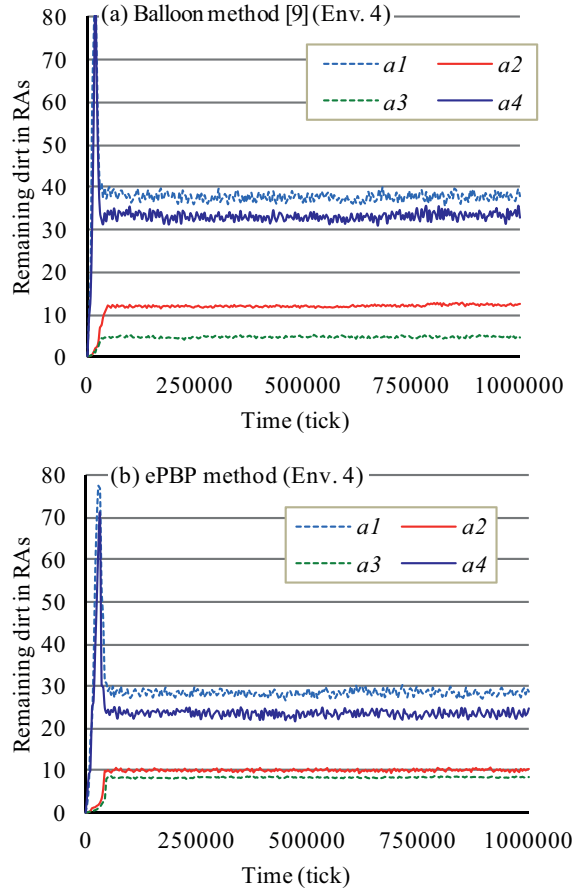 (a) Balloon method [9] (Env. 4)
80
70
60
50
40
30
20
10
0
Remaining dirt in RAs
a1 a2
a3 a4
0 250000 500000 750000 1000000
Time (tick)
(b) ePBP method (Env. 4)
80
70
60
50
40
30
20
10
0
Remaining dirt in RAs
a1 a2
a3 a4
0 250000 500000 750000 1000000
Time (tick)